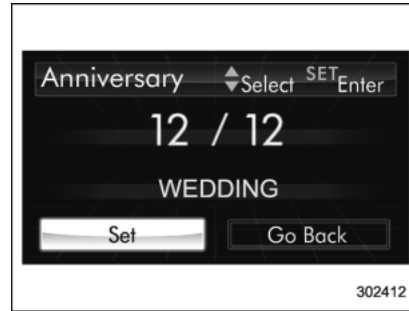 Anniversary Select SET Enter
12 / 12
WEDDING
Set Go Back
302412